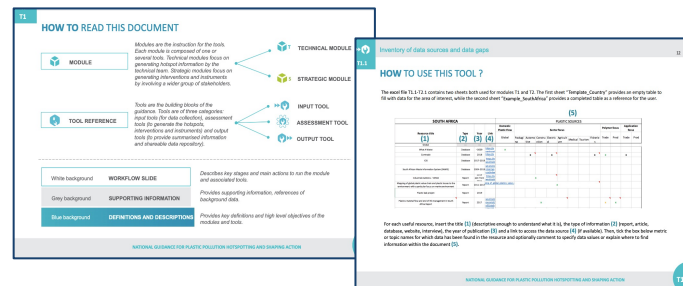 T1
HOW TO READ THIS DOCUMENT
MODULE
Modules are the instruction for the tools.
Each module is composed of one or
several tools. Technical modules focus on
generating hotspot information by the
technical team. Strategic modules focus on
generating interventions and instruments
by involving a wider group of stakeholders.
T TECHNICAL MODULE
S STRATEGIC MODULE
TOOL REFERENCE
Tools are the building blocks of the
guidance. Tools are of three categories:
input tools (for data collection), assessment
tools (to generate the hotspots,
interventions and instruments) and output
tools (to provide summarised information
and shareable data repository).
INPUT TOOL
ASSESSMENT TOOL
OUTPUT TOOL
White background WORKFLOW SLIDE
Describes key stages and main actions to run the module
and associated tools.
Grey background SUPPORTING INFORMATION
Provides supporting information, references of
background data.
Blue background DEFINITIONS AND DESCRIPTIONS
Provides key definitions and high level objectives of the
modules and tools.
NATIONAL GUIDANCE FOR PLASTIC POLLUTION HOTSPOTTING AND SHAPING ACTION
Inventory of data sources and data gaps
T1.1
HOW TO USE THIS TOOL ?
The excel file T1.1-T2.1 contains two sheets both used for modules T1 and T2. The first sheet "Template_Country" provides an empty table to
fill with data for the area of interest, while the second sheet "Example_SouthAfrica" provides a completed table as a reference for the user.
(5)
SOUTH AFRICA PLASTIC SOURCES
Resource title Type Year Link
(1) (2) (3) (4)
For each useful resource, insert the title (1) (descriptive enough to understand what it is), the type of information (2) (report, article,
database, website, interview), the year of publication (3) and a link to access the data source (4) (if available). Then, tick the box below metric
or topic names for which data has been found in the resource and optionally comment to specify data values or explain where to find
information within the document (5).
NATIONAL GUIDANCE FOR PLASTIC POLLUTION HOTSPOTTING AND SHAPING ACTION
T1